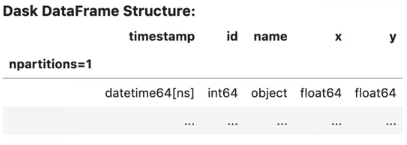 Dask DataFrame Structure:
timestamp id name x y
npartitions=1
datetime64[ns] int64 object float64 float64
... ... ... ... ...